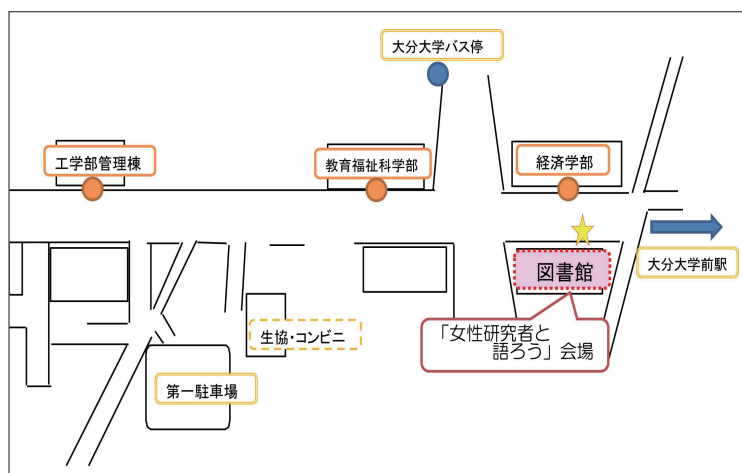 大分大学バス停
工学部管理棟
教育福祉科学部
経済学部
図書館
大分大学前駅
「女性研究者と
語ろう」会場
生協・コンビニ
第一駐車場